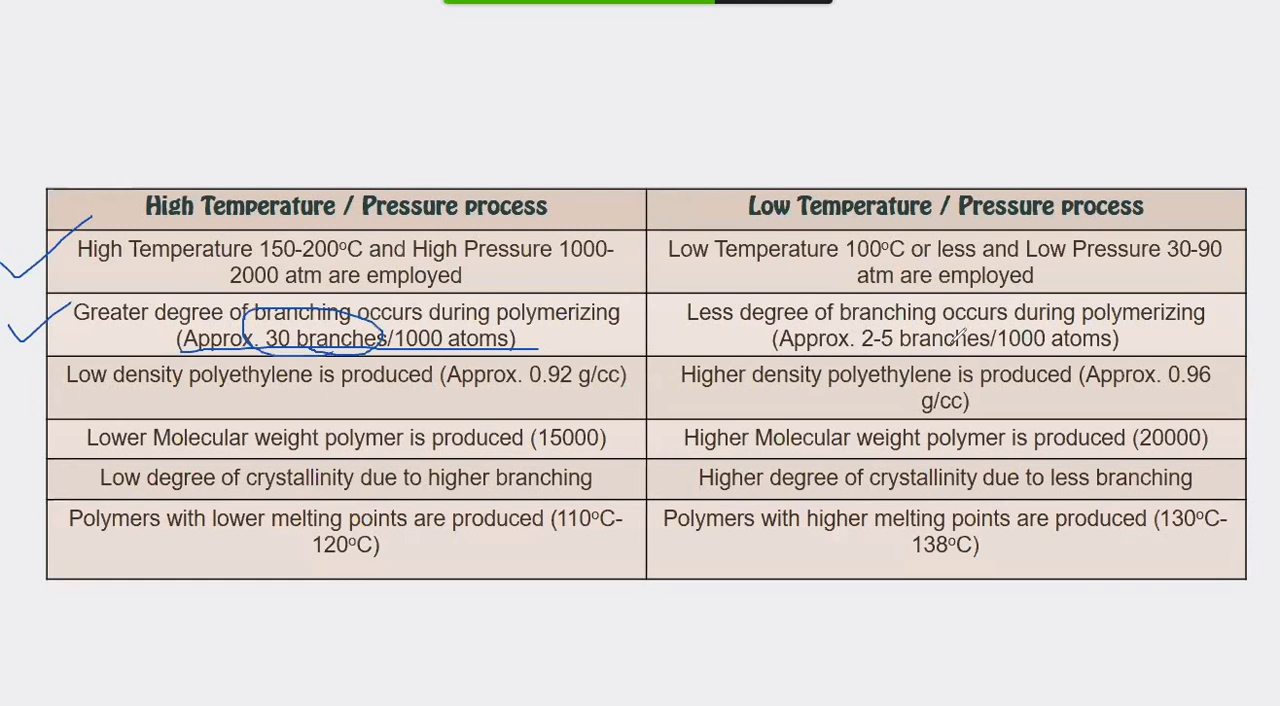 High Temperature / Pressure process
Low Temperature / Pressure process
High Temperature 150-200ºC and High Pressure 1000-
2000 atm are employed
Low Temperature 100ºC or less and Low Pressure 30-90
atm are employed
Greater degree of branching occurs during polymerizing
(Approx. 30 branches/1000 atoms)
Less degree of branching occurs during polymerizing
(Approx. 2-5 branches/1000 atoms)
Low density polyethylene is produced (Approx. 0.92 g/cc)
Higher density polyethylene is produced (Approx. 0.96
g/cc)
Lower Molecular weight polymer is produced (15000)
Higher Molecular weight polymer is produced (20000)
Low degree of crystallinity due to higher branching
Higher degree of crystallinity due to less branching
Polymers with lower melting points are produced (110ºC-
120ºC)
Polymers with higher melting points are produced (130ºC-
138ºC)